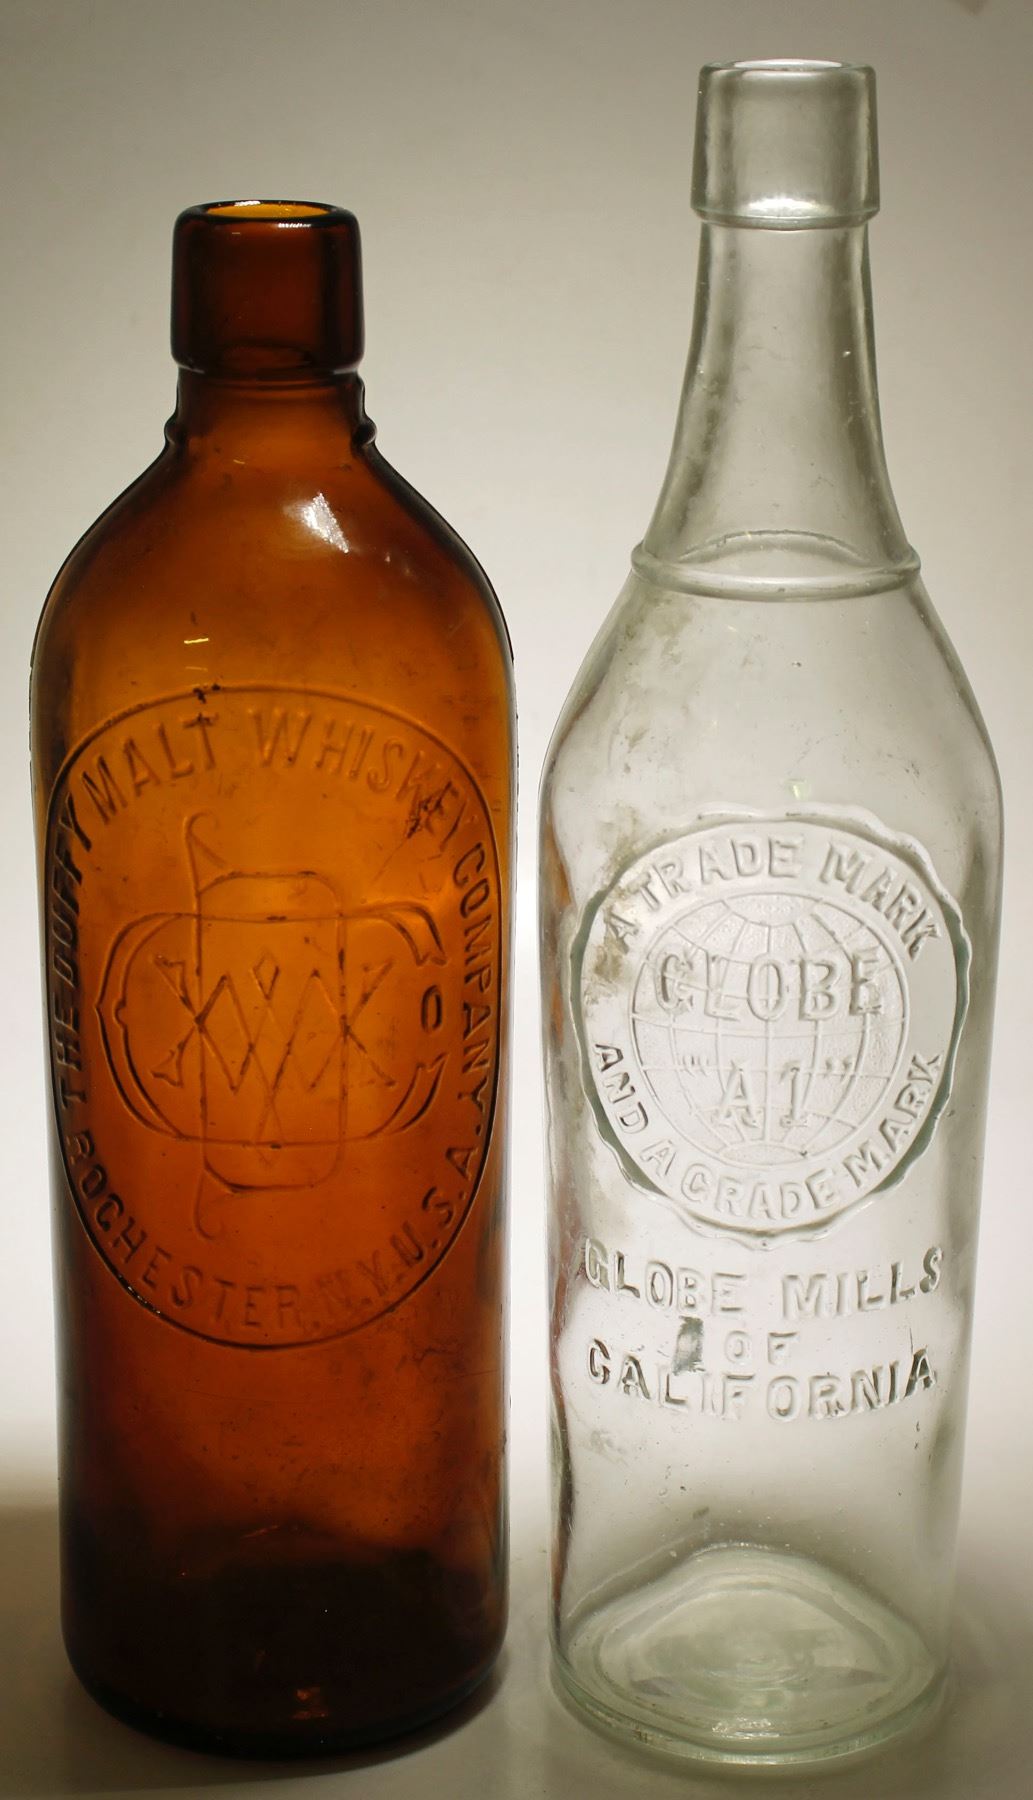 THE DUFFY MALT WHISKEY COMPANY.
ROCHESTER.N.Y.U.S.A.
A TRADE MARK
GLOBE
"A1"
AND A GRADE MARK
GLOBE MILLS
OF
CALIFORNIA